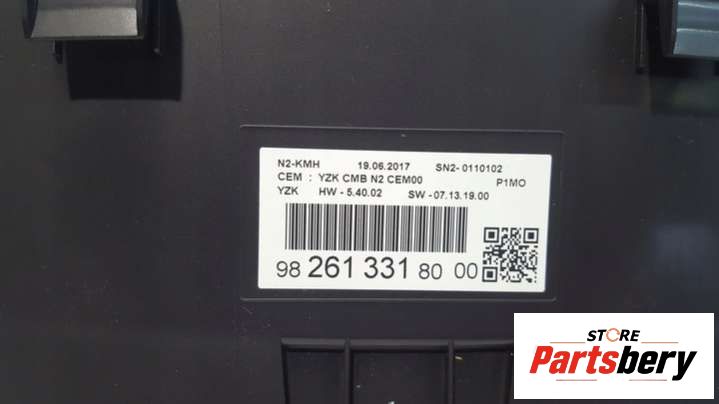 N2-KMH 19.06.2017 SN2- 0110102
CEM : YZK CMB N2 CEM00 P1MO
YZK HW - 5.40.02 SW - 07.13.19.00
98 261 331 80 00
STORE
Partsbery